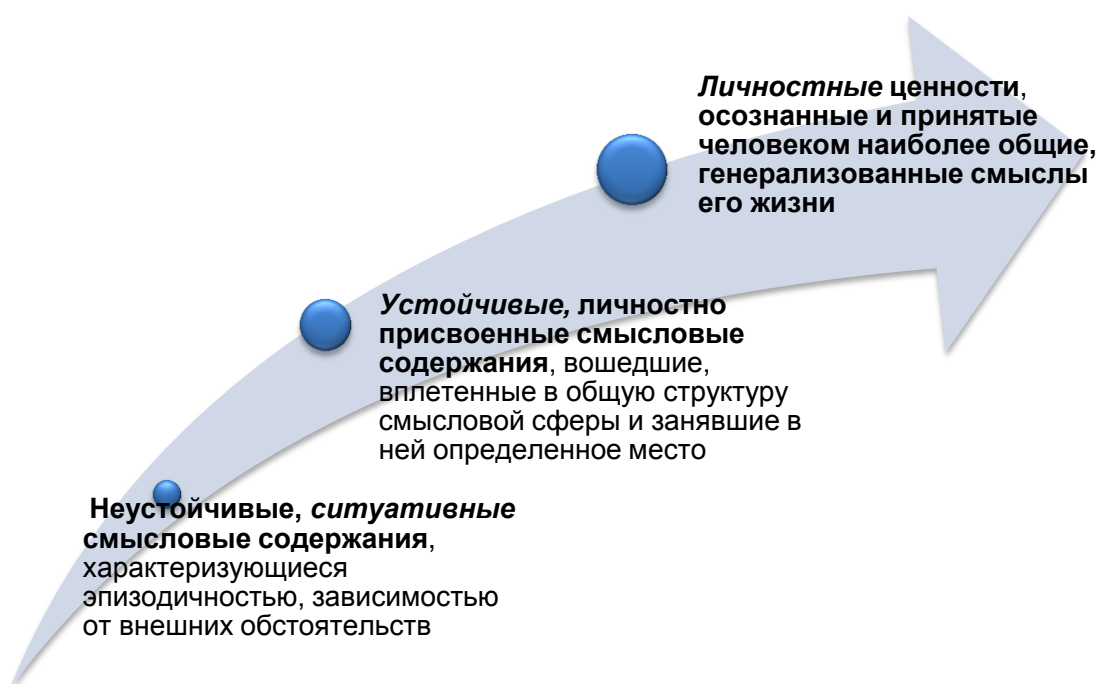 Личностные ценности,
осознанные и принятые
человеком наиболее общие,
генерализованные смыслы
его жизни
Устойчивые, личностно
присвоенные смысловые
содержания, вошедшие,
вплетенные в общую структуру
смысловой сферы и занявшие в
ней определенное место
Неустойчивые, ситуативные
смысловые содержания,
характеризующиеся
эпизодичностью, зависимостью
от внешних обстоятельств